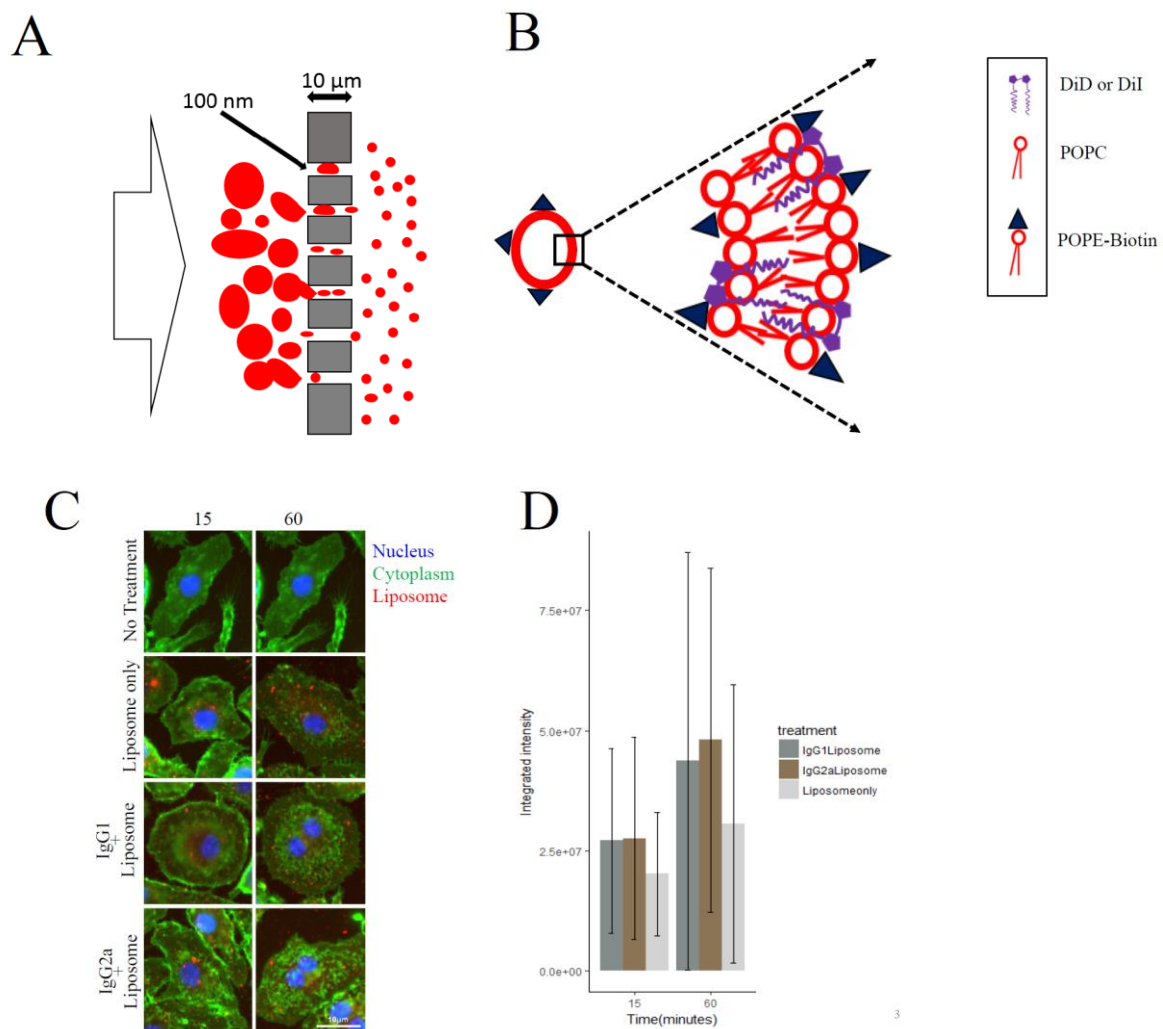 A
10 µm
100 nm
B
DiD or DiI
POPC
POPE-Biotin
C
15 60
Nucleus
Cytoplasm
Liposome
No Treatment
Liposome only
IgG1
+
Liposome
IgG2a
+
Liposome
10µm
D
7.5e+07
5.0e+07
2.5e+07
0.0e+00
Integrated intensity
15 60
Time(minutes)
treatment
IgG1Liposome
IgG2aLiposome
Liposomeonly
3